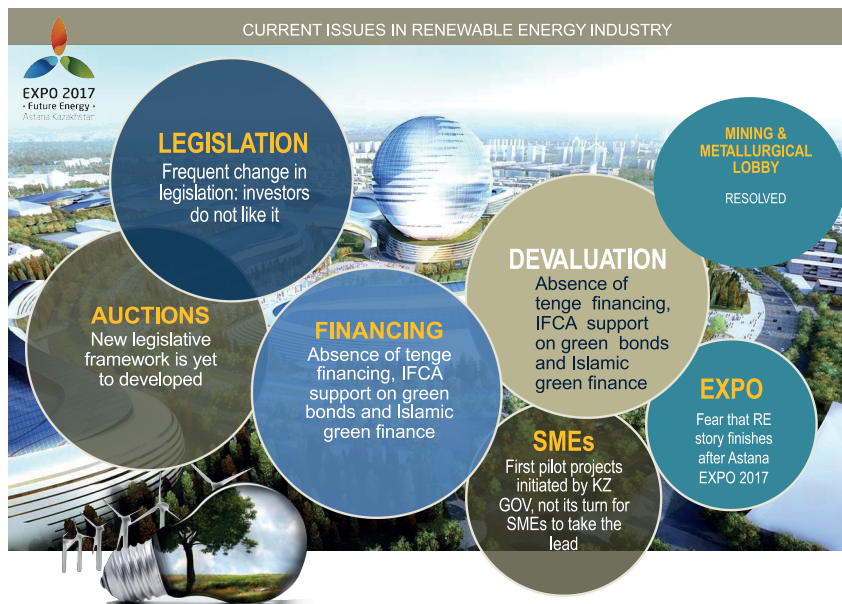 CURRENT ISSUES IN RENEWABLE ENERGY INDUSTRY
EXPO 2017
• Future Energy •
Astana Kazakhstan
LEGISLATION
Frequent change in
legislation: investors
do not like it
MINING &
METALLURGICAL
LOBBY
RESOLVED
DEVALUATION
Absence of
tenge financing,
IFCA support
on green bonds
and Islamic
green finance
AUCTIONS
New legislative
framework is yet
to developed
FINANCING
Absence of tenge
financing, IFCA
support on green
bonds and Islamic
green finance
EXPO
Fear that RE
story finishes
after Astana
EXPO 2017
SMEs
First pilot projects
initiated by KZ
GOV, not its turn for
SMEs to take the
lead